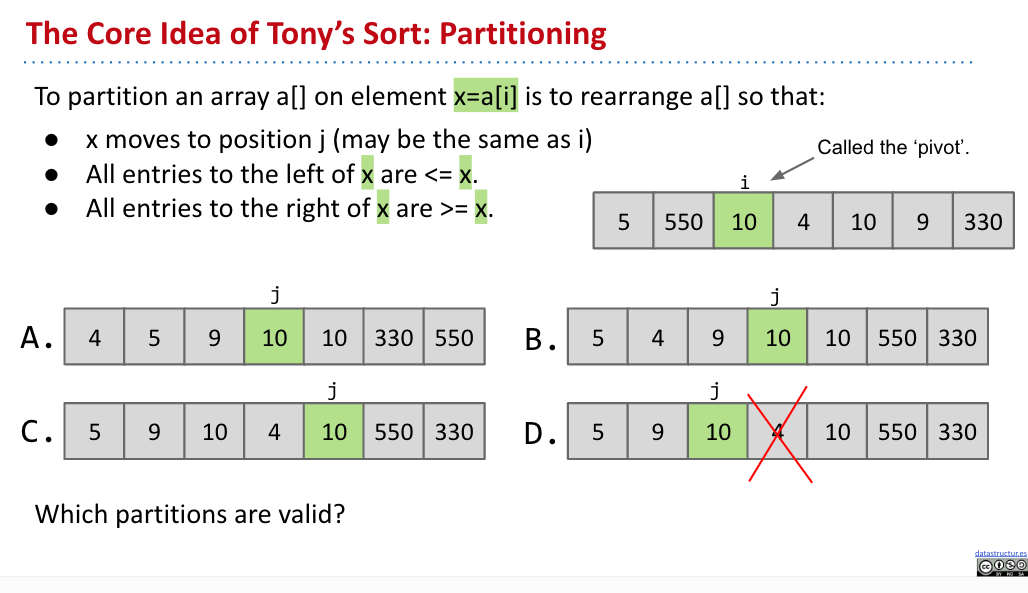 The Core Idea of Tony's Sort: Partitioning
To partition an array a[] on element x=a[i] is to rearrange a[] so that:
● x moves to position j (may be the same as i)
● All entries to the left of x are <= x.
● All entries to the right of x are >= x.
Called the 'pivot'.
i
5 550 10 4 10 9 330
j
A. 4 5 9 10 10 330 550
j
B. 5 4 9 10 10 550 330
j
C. 5 9 10 4 10 550 330
j
D. 5 9 10 4 10 550 330
Which partitions are valid?
datastructur.es
CC
BY NC SA